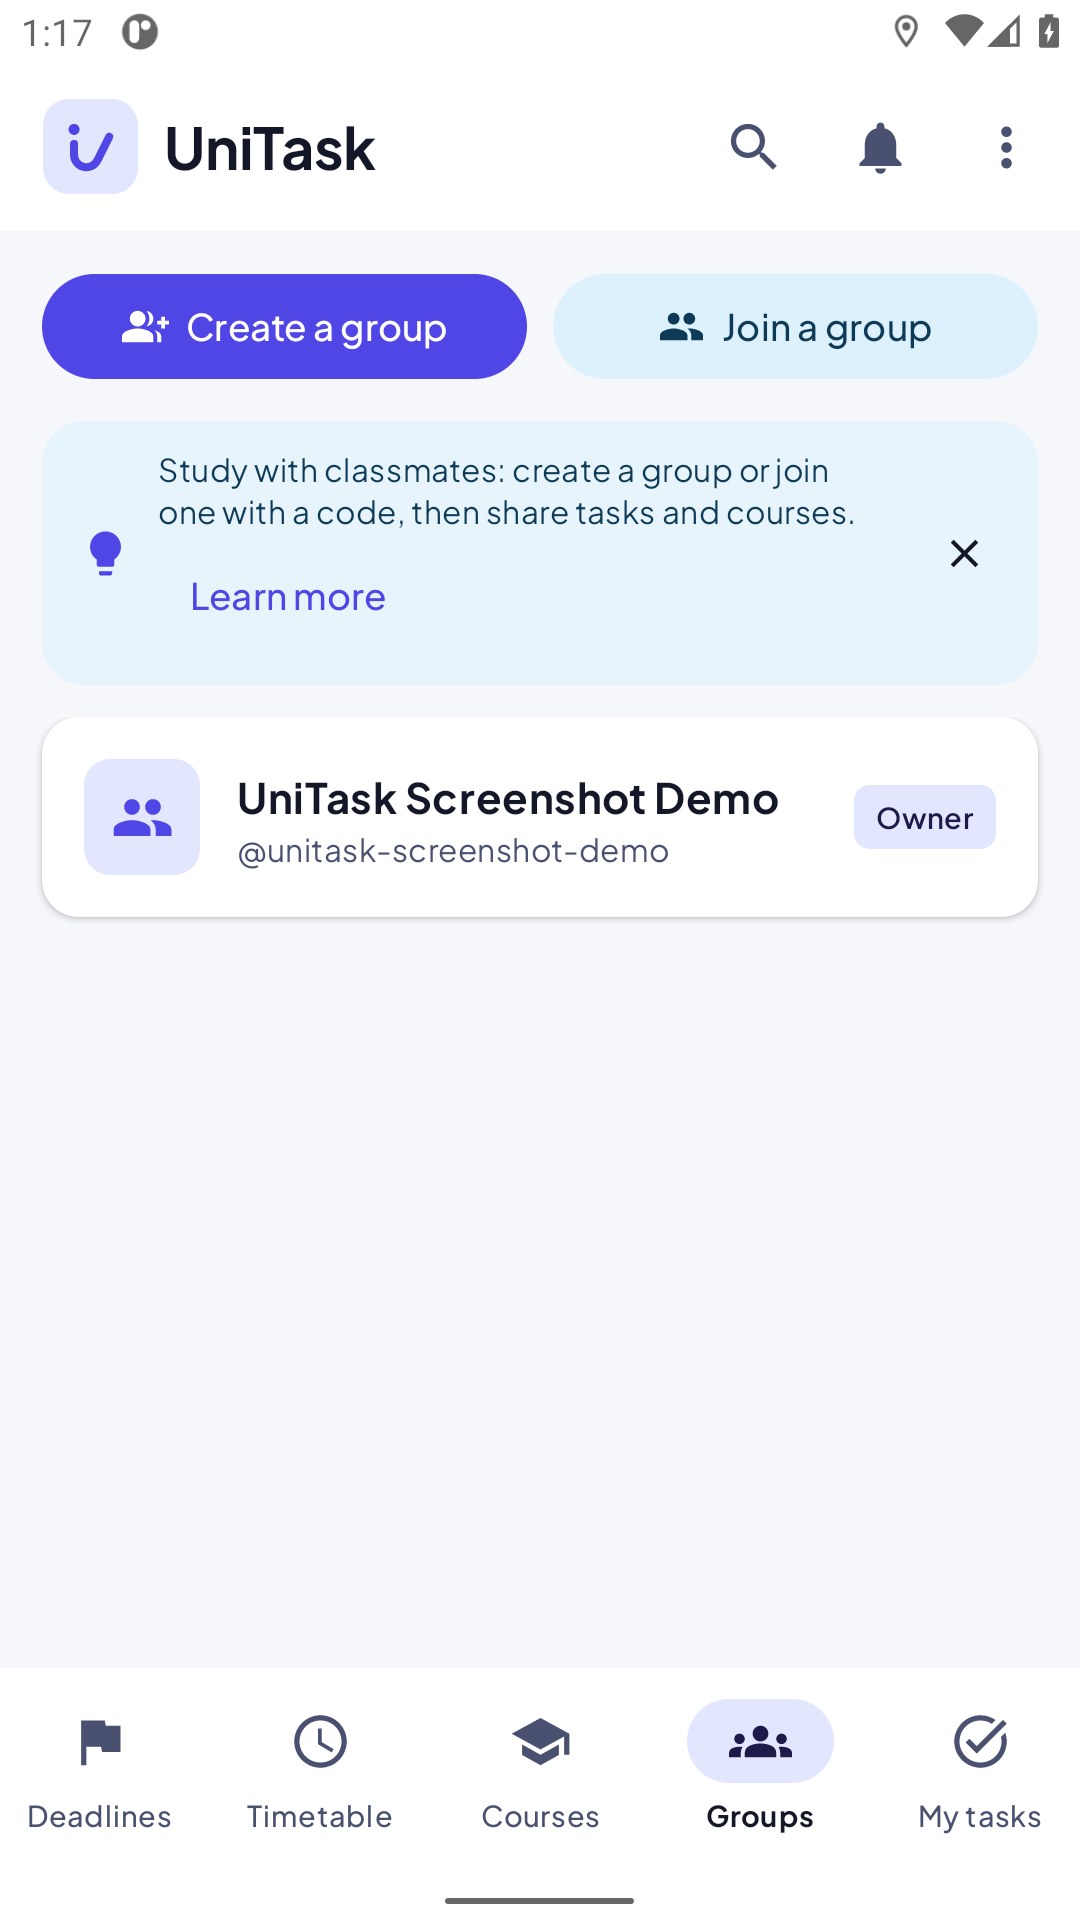 1:17
UniTask
Create a group
Join a group
Study with classmates: create a group or join
one with a code, then share tasks and courses.
Learn more
UniTask Screenshot Demo
@unitask-screenshot-demo
Owner
Deadlines
Timetable
Courses
Groups
My tasks